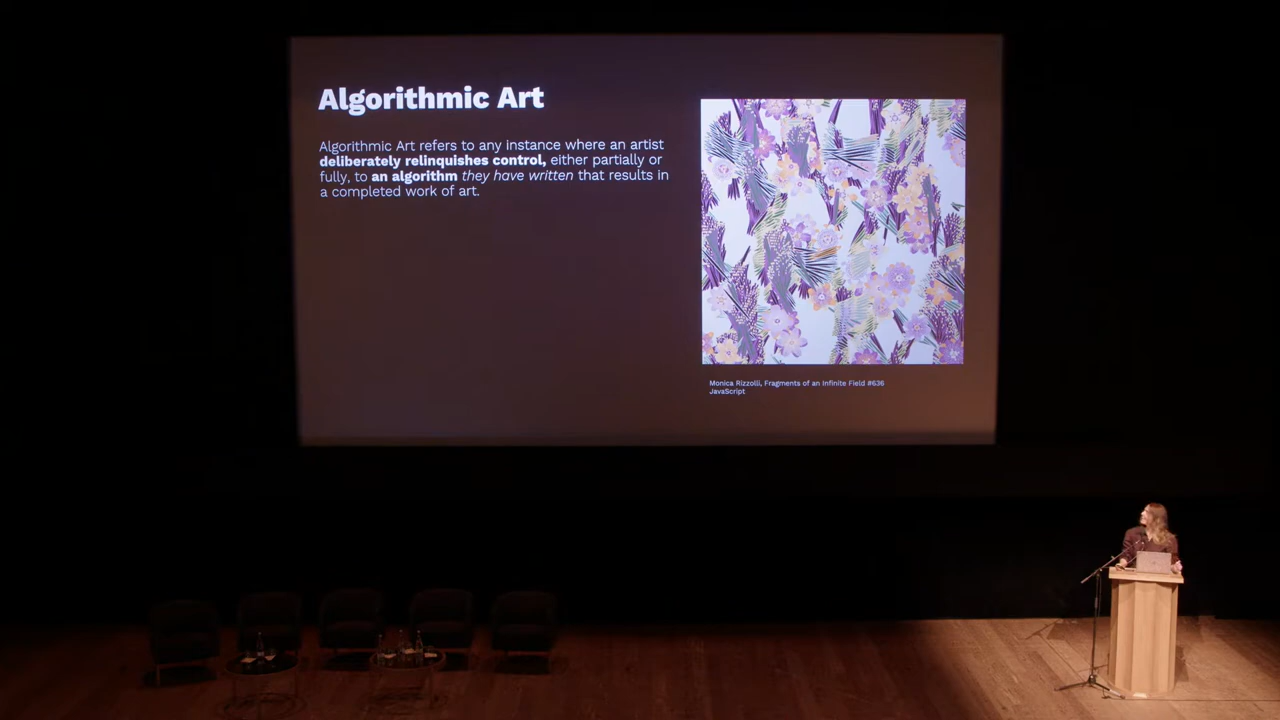 Algorithmic Art
Algorithmic Art refers to any instance where an artist
deliberately relinquishes control, either partially or
fully, to an algorithm they have written that results in
a completed work of art.
Monica Rizzolli, Fragments of an Infinite Field #636
JavaScript